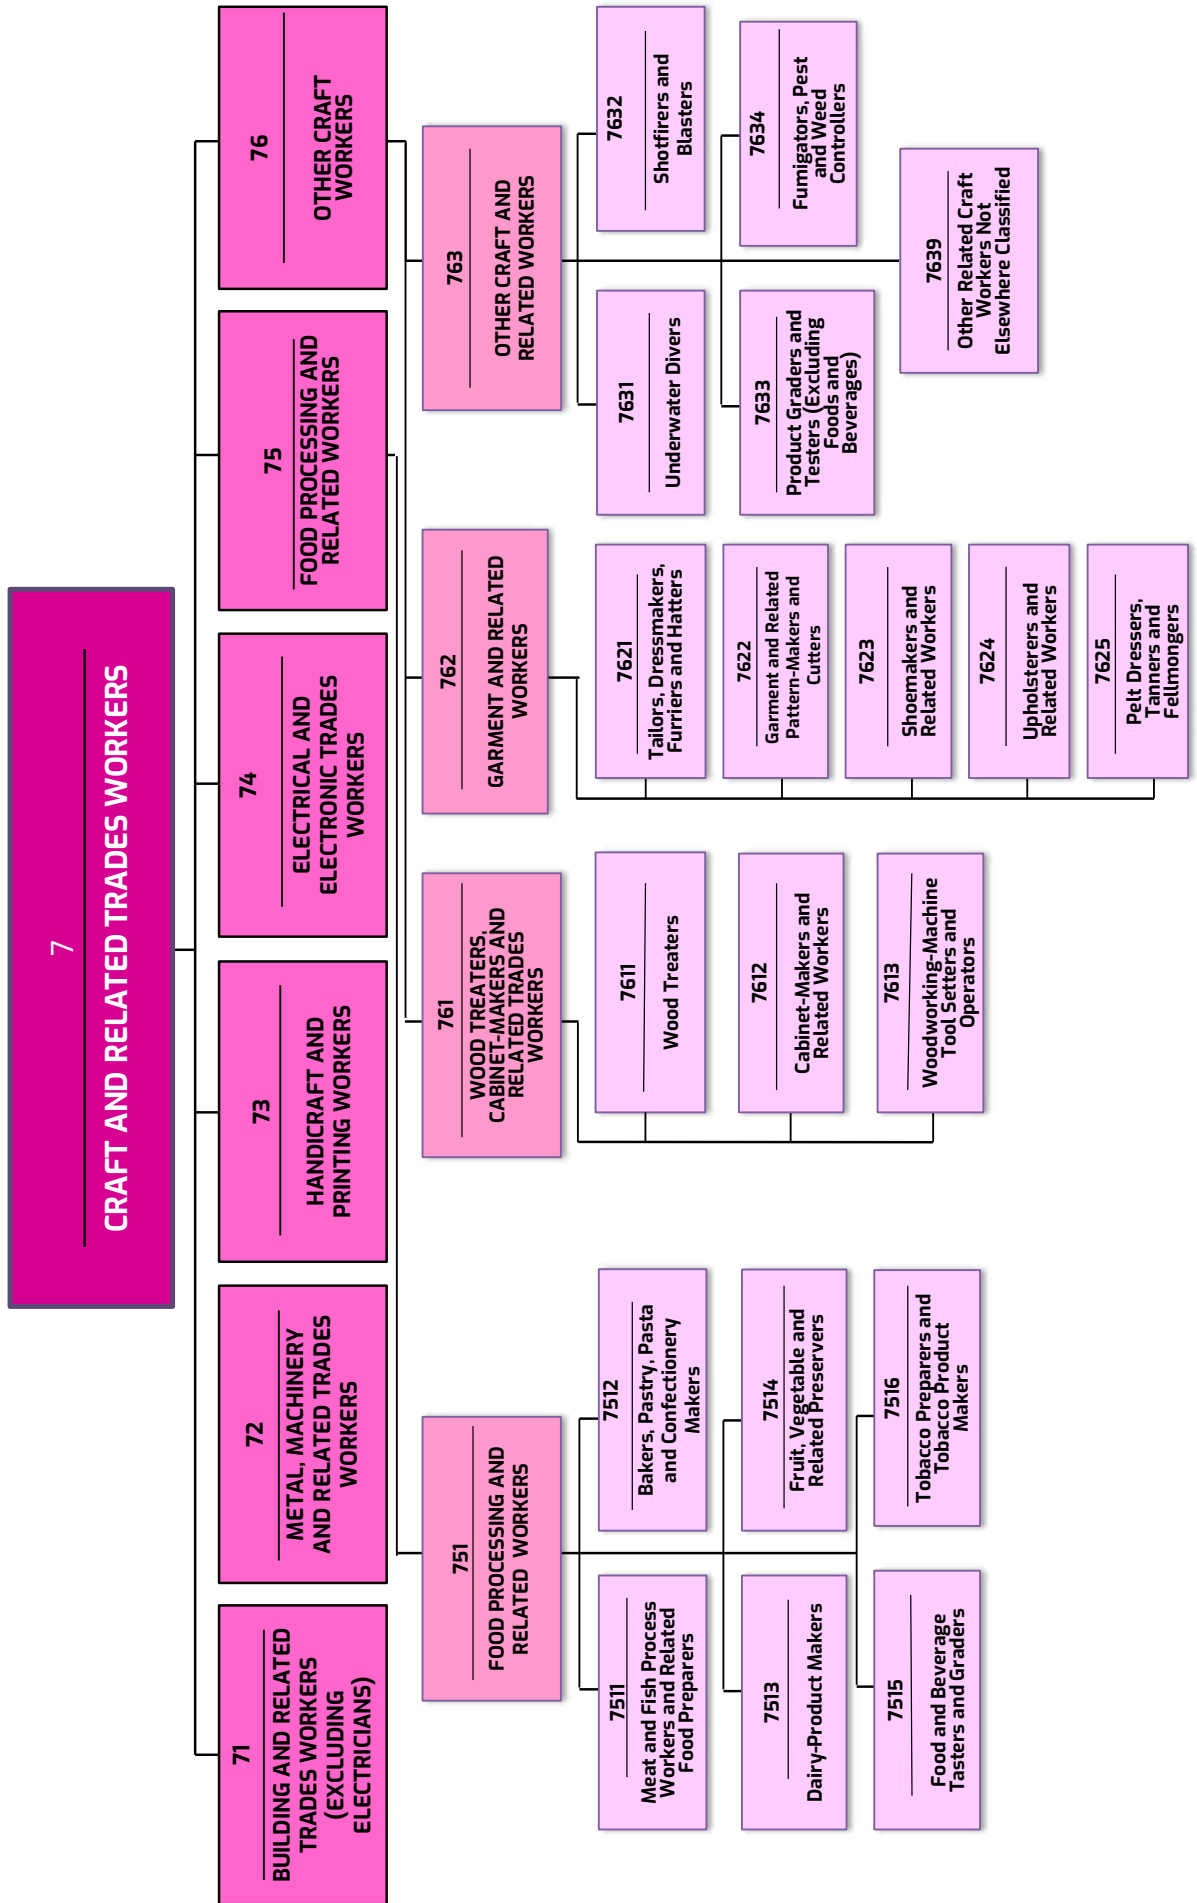 7
CRAFT AND RELATED TRADES WORKERS
71
BUILDING AND RELATED
TRADES WORKERS
(EXCLUDING
ELECTRICIANS)
72
METAL, MACHINERY
AND RELATED TRADES
WORKERS
73
HANDICRAFT AND
PRINTING WORKERS
74
ELECTRICAL AND
ELECTRONIC TRADES
WORKERS
75
FOOD PROCESSING AND
RELATED WORKERS
76
OTHER CRAFT
WORKERS
751
FOOD PROCESSING AND
RELATED WORKERS
761
WOOD TREATERS,
CABINET-MAKERS AND
RELATED TRADES
WORKERS
762
GARMENT AND RELATED
WORKERS
763
OTHER CRAFT AND
RELATED WORKERS
7511
Meat and Fish Process
Workers and Related
Food Preparers
7512
Bakers, Pastry, Pasta
and Confectionery
Makers
7513
Dairy-Product Makers
7514
Fruit, Vegetable and
Related Preservers
7515
Food and Beverage
Tasters and Graders
7516
Tobacco Preparers and
Tobacco Product
Makers
7611
Wood Treaters
7612
Cabinet-Makers and
Related Workers
7613
Woodworking-Machine
Tool Setters and
Operators
7621
Tailors, Dressmakers,
Furriers and Hatters
7622
Garment and Related
Pattern-Makers and
Cutters
7623
Shoemakers and
Related Workers
7624
Upholsterers and
Related Workers
7625
Pelt Dressers,
Tanners and
Fellmongers
7631
Underwater Divers
7632
Shotfirers and
Blasters
7633
Product Graders and
Testers (Excluding
Foods and
Beverages)
7634
Fumigators, Pest
and Weed
Controllers
7639
Other Related Craft
Workers Not
Elsewhere Classified